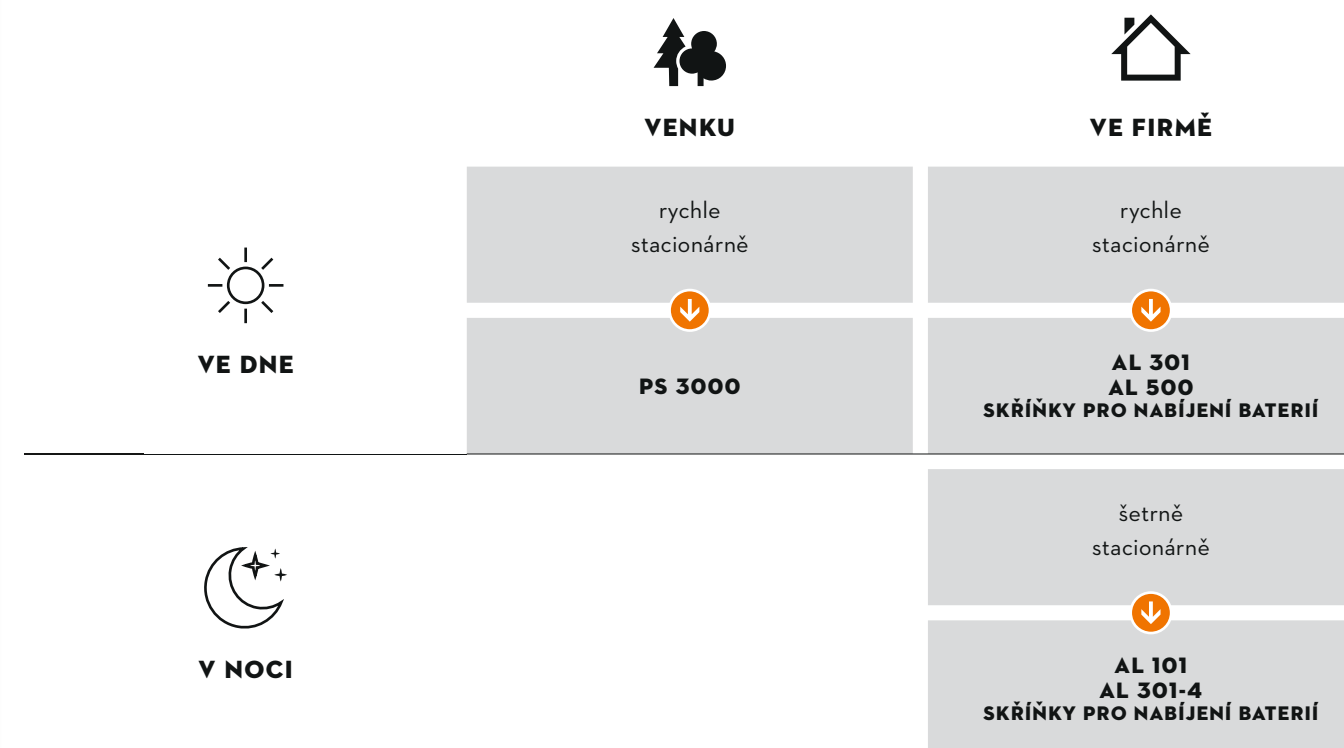 VENKU
VE FIRMĚ
rychle
stacionárně
rychle
stacionárně
VE DNE
PS 3000
AL 301
AL 500
SKŘÍŇKY PRO NABÍJENÍ BATERIÍ
šetrně
stacionárně
V NOCI
AL 101
AL 301-4
SKŘÍŇKY PRO NABÍJENÍ BATERIÍ